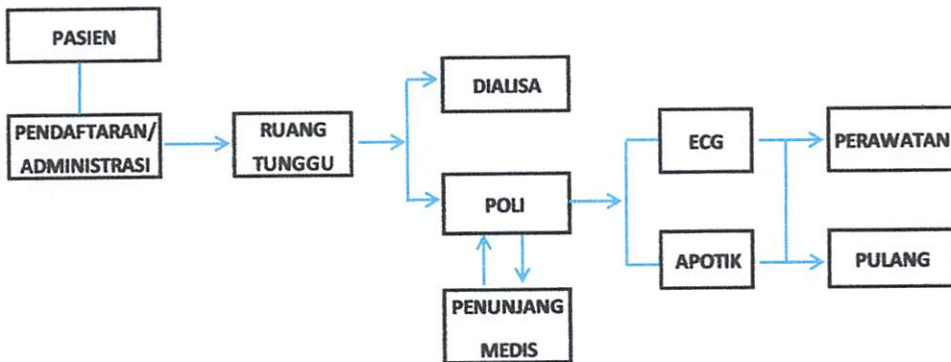 PASIEN
PENDAFTARAN/
ADMINISTRASI
RUANG
TUNGGU
DIALISA
POLI
PENUNJANG
MEDIS
ECG
APOTIK
PERAWATAN
PULANG